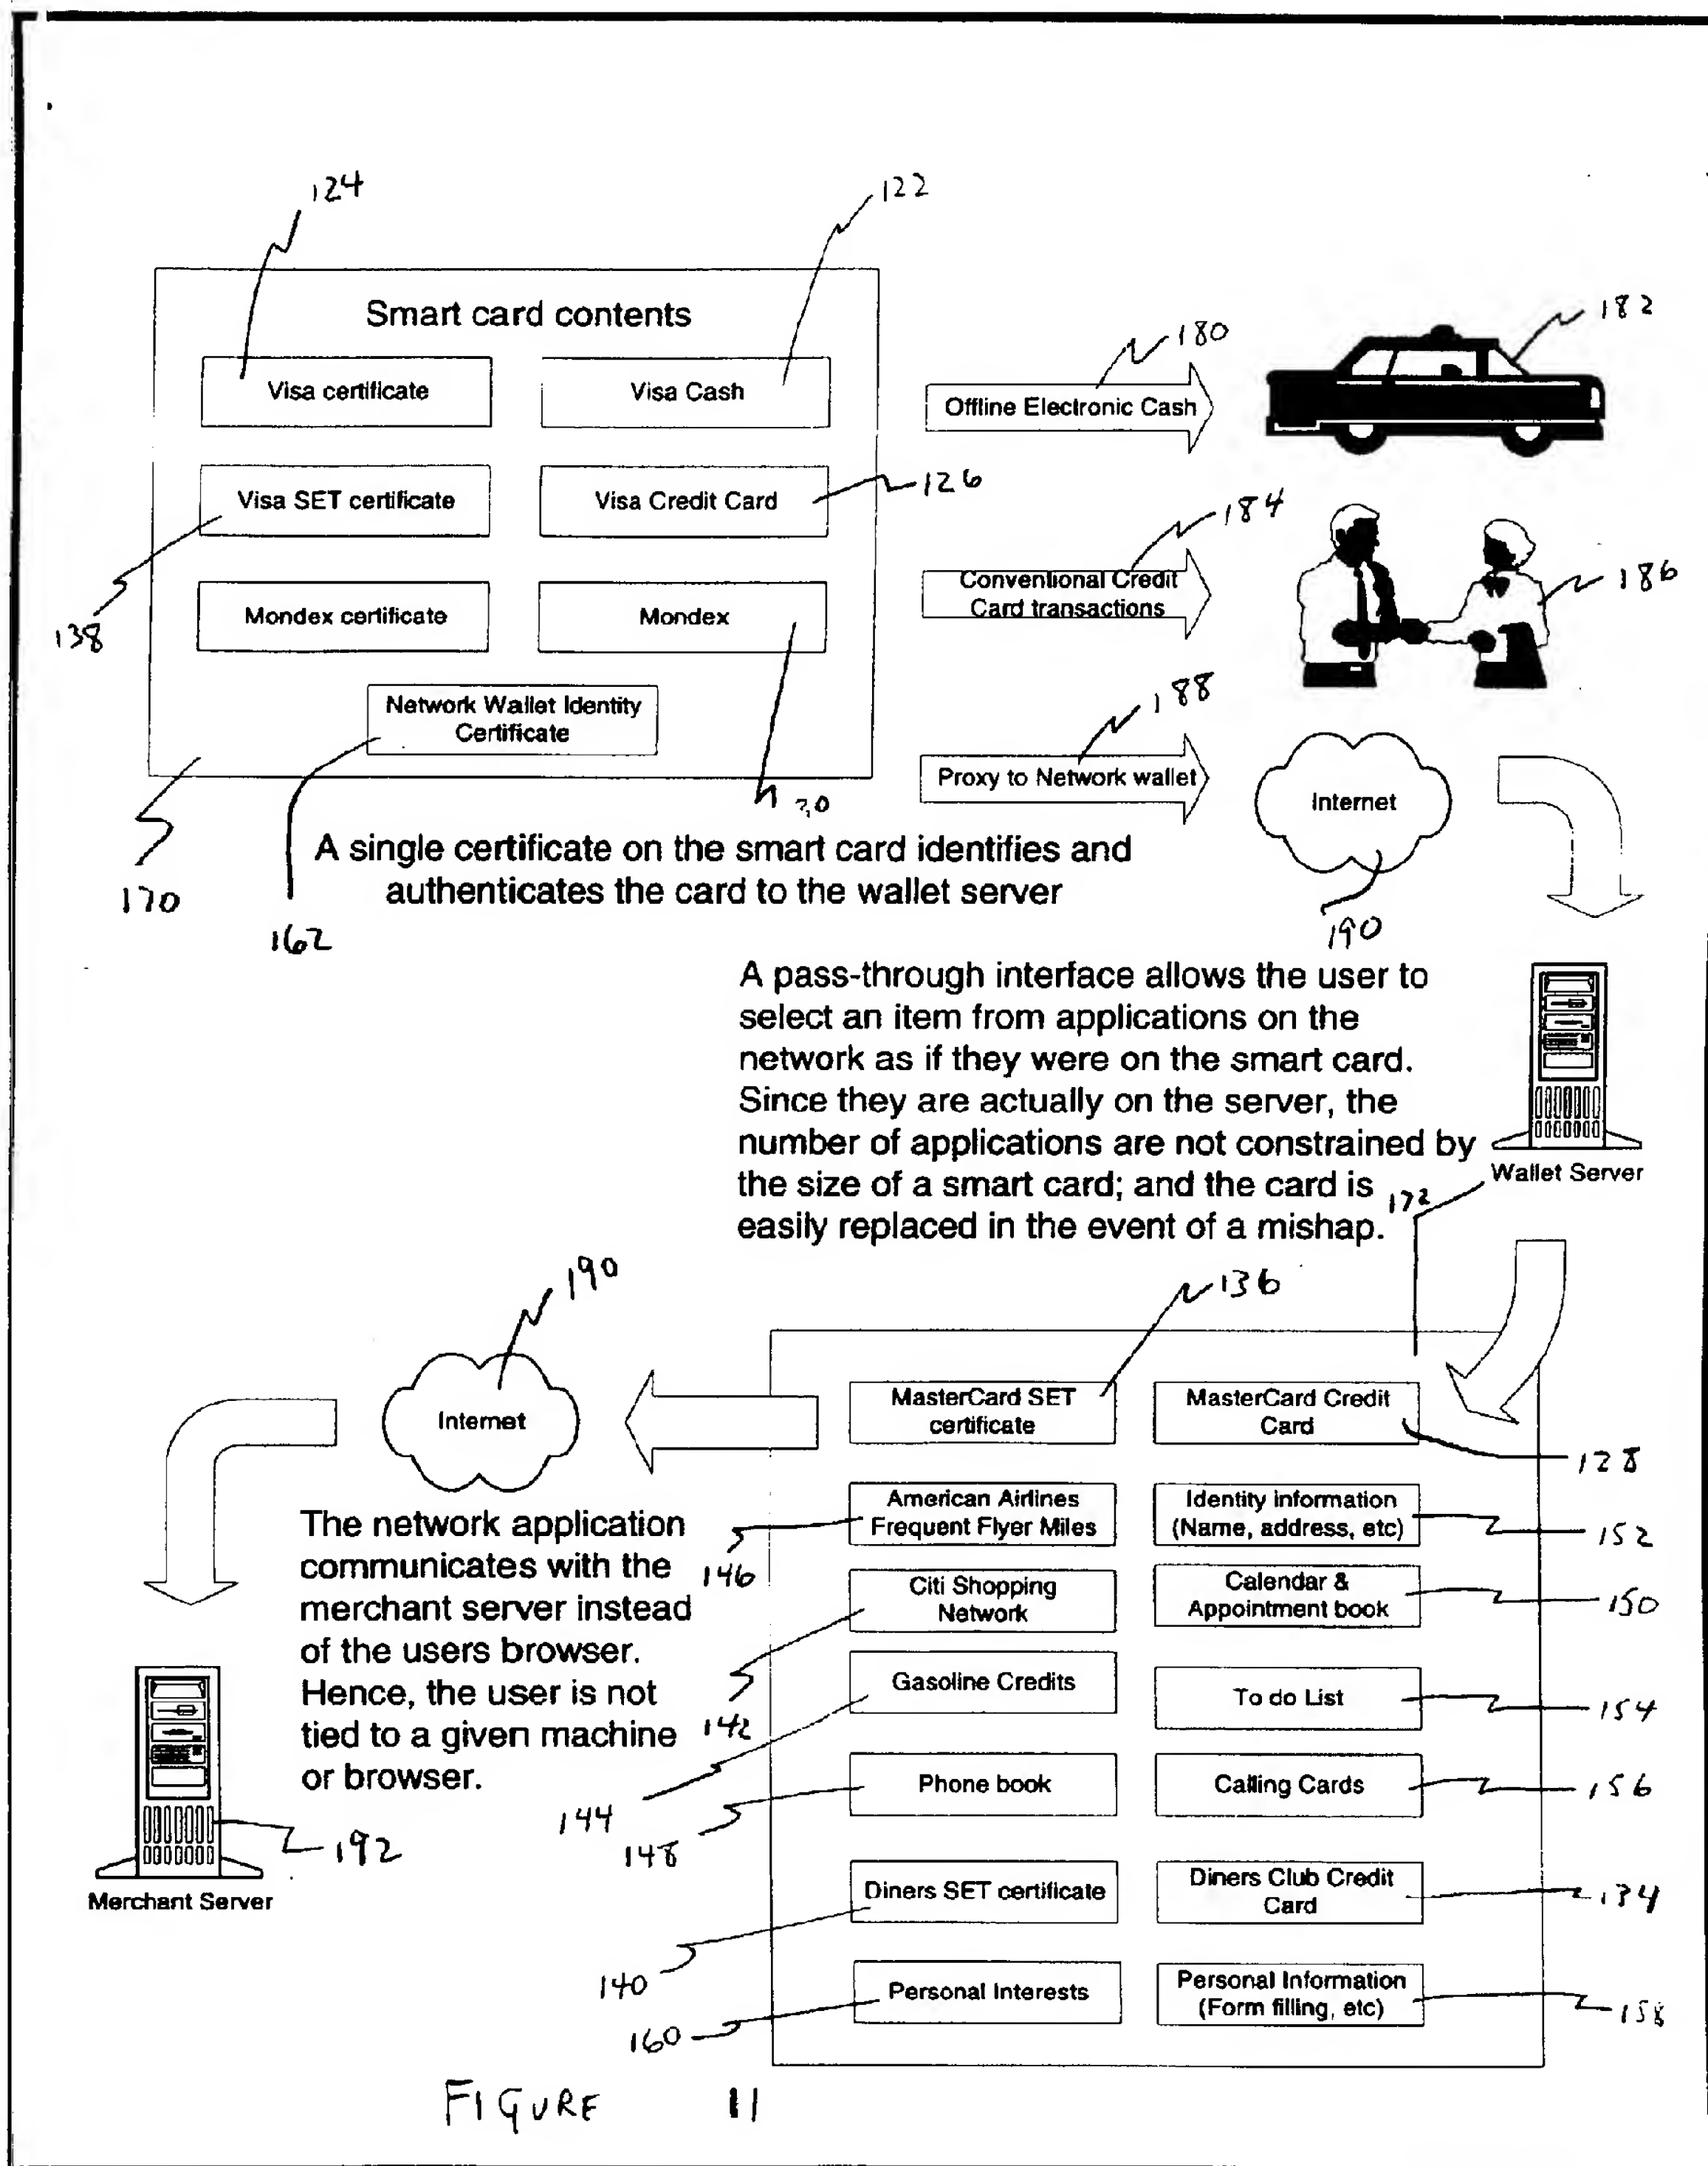 124
122
Smart card contents
182
180
Visa certificate
Visa Cash
Offline Electronic Cash
126
Visa SET certificate
Visa Credit Card
184
Conventional Credit
Card transactions
186
138
Mondex certificate
Mondex
188
Network Wallet Identity
Certificate
Proxy to Network wallet
Internet
A single certificate on the smart card identifies and
authenticates the card to the wallet server
170
162
190
A pass-through interface allows the user to
select an item from applications on the
network as if they were on the smart card.
Since they are actually on the server, the
number of applications are not constrained by
the size of a smart card; and the card is
easily replaced in the event of a mishap.
172
Wallet Server
190
136
Internet
MasterCard SET
certificate
MasterCard Credit
Card
128
The network application
communicates with the
merchant server instead
of the users browser.
Hence, the user is not
tied to a given machine
or browser.
American Airlines
Frequent Flyer Miles
Identity information
(Name, address, etc)
152
146
Citi Shopping
Network
Calendar &
Appointment book
150
142
Gasoline Credits
To do List
154
144
Phone book
Calling Cards
156
148
192
Merchant Server
Diners SET certificate
Diners Club Credit
Card
134
140
Personal Interests
Personal Information
(Form filling, etc)
158
160
FIGURE 11